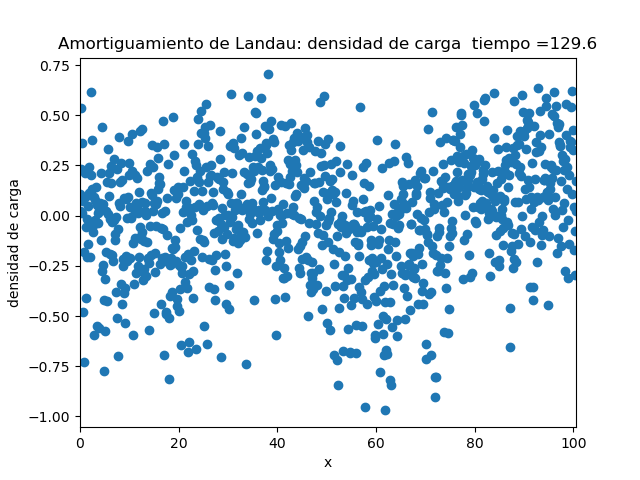 Amortiguamiento de Landau: densidad de carga  tiempo =129.6
0.75
0.50
0.25
0.00
−0.25
−0.50
−0.75
−1.00
densidad de carga
0 20 40 60 80 100
x